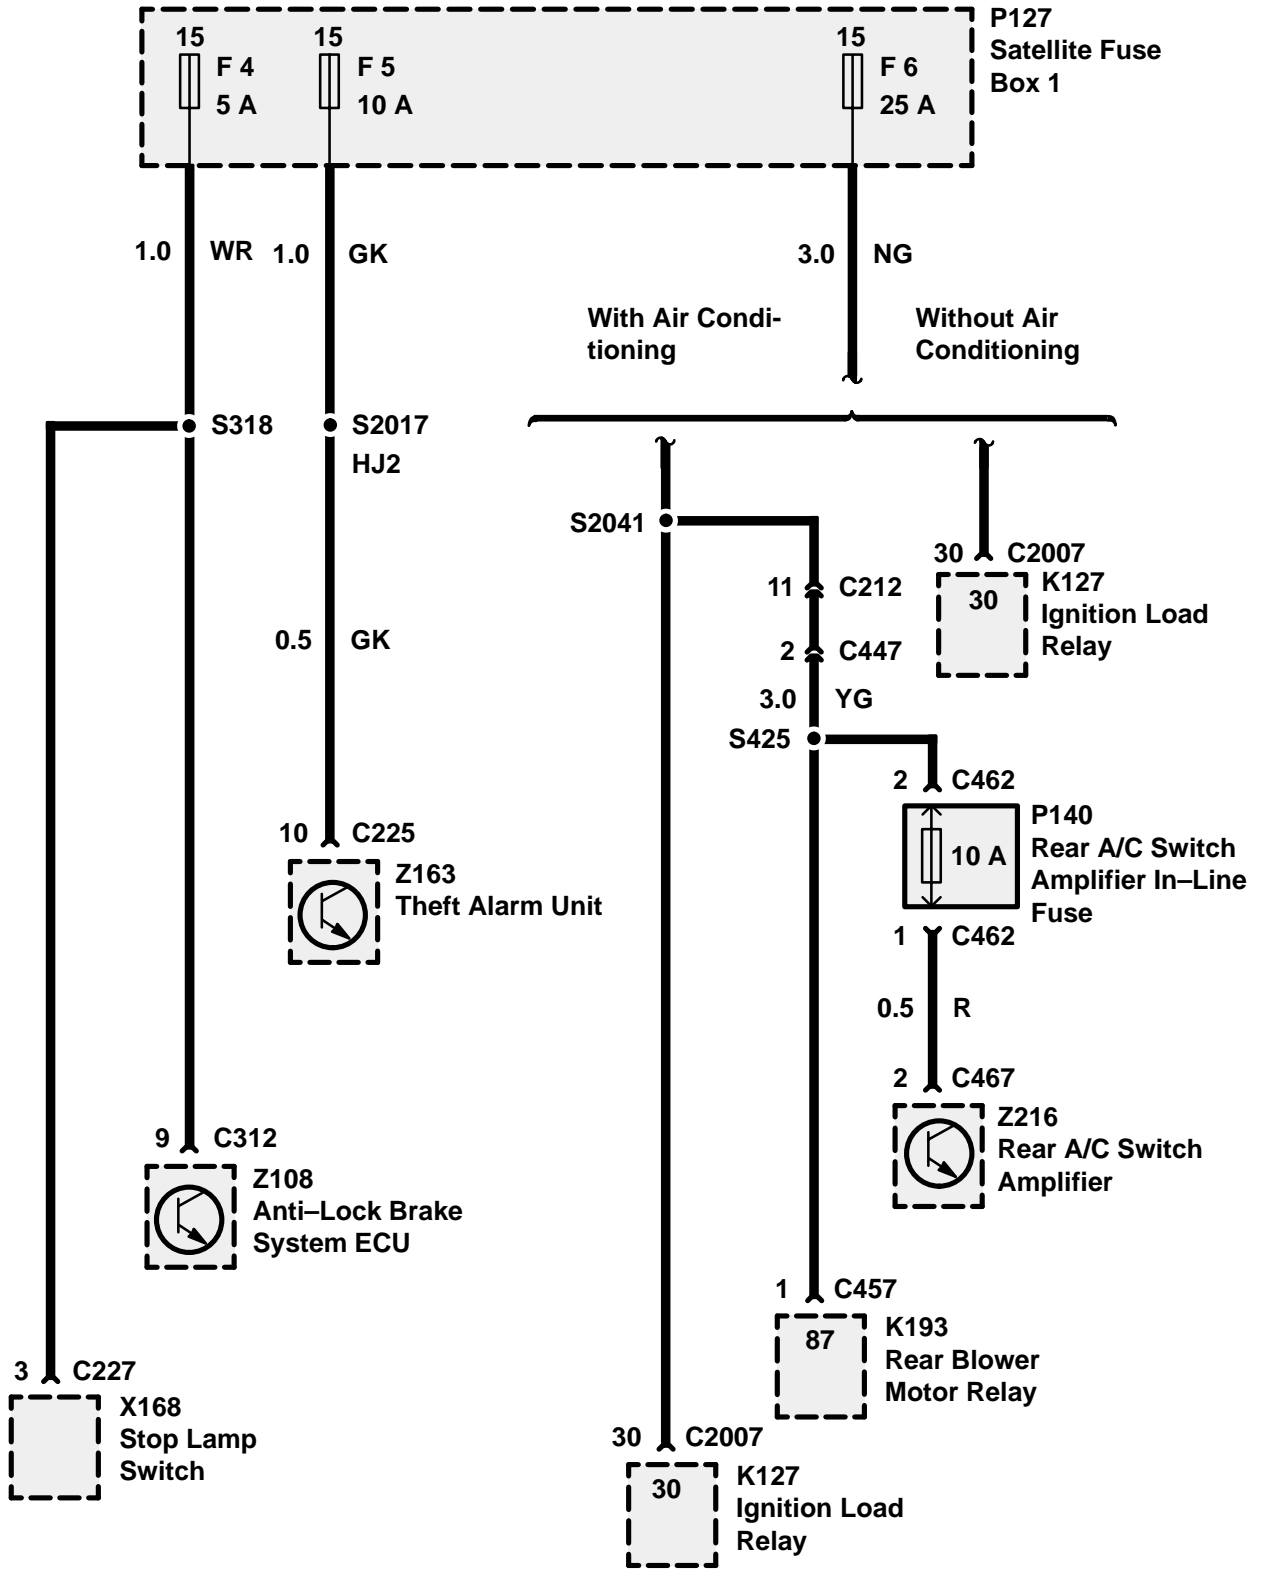 P127
Satellite Fuse
Box 1
15
F 4
5 A
15
F 5
10 A
15
F 6
25 A
1.0 WR
1.0 GK
3.0 NG
With Air Condi-
tioning
Without Air
Conditioning
S318
S2017
HJ2
S2041
30 C2007
K127
30
Ignition Load
Relay
11 C212
2 C447
0.5 GK
3.0 YG
S425
2 C462
P140
Rear A/C Switch
Amplifier In–Line
Fuse
10 A
1 C462
10 C225
Z163
Theft Alarm Unit
0.5 R
2 C467
Z216
Rear A/C Switch
Amplifier
9 C312
Z108
Anti–Lock Brake
System ECU
1 C457
87
K193
Rear Blower
Motor Relay
3 C227
X168
Stop Lamp
Switch
30 C2007
30
K127
Ignition Load
Relay